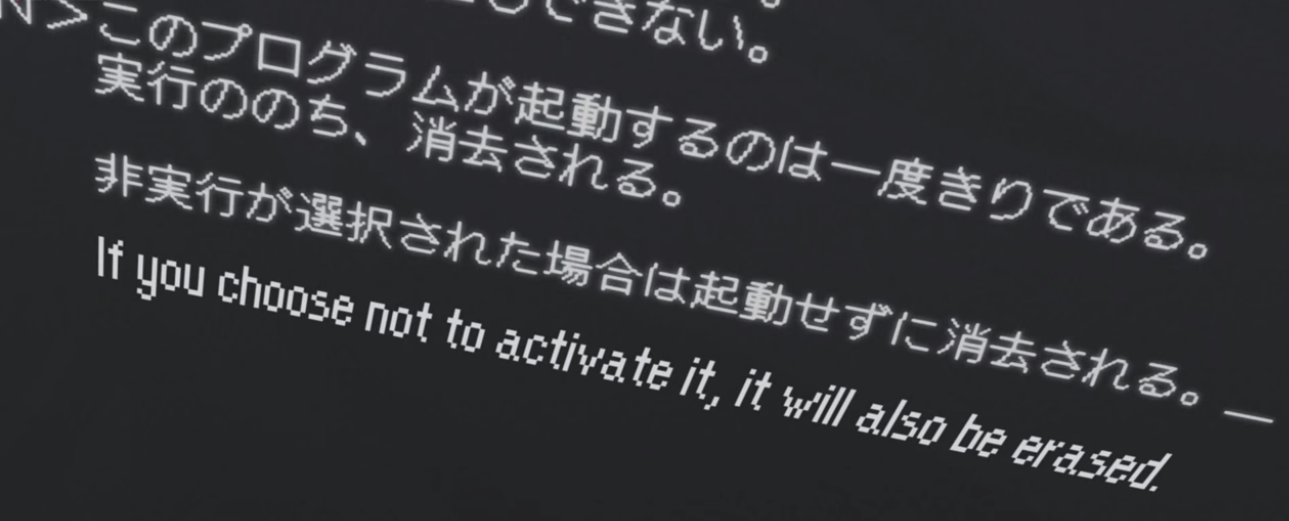 できない。
N>このプログラムが起動するのは一度きりである。
実行ののち、消去される。
非実行が選択された場合は起動せずに消去される。_
If you choose not to activate it, it will also be erased.